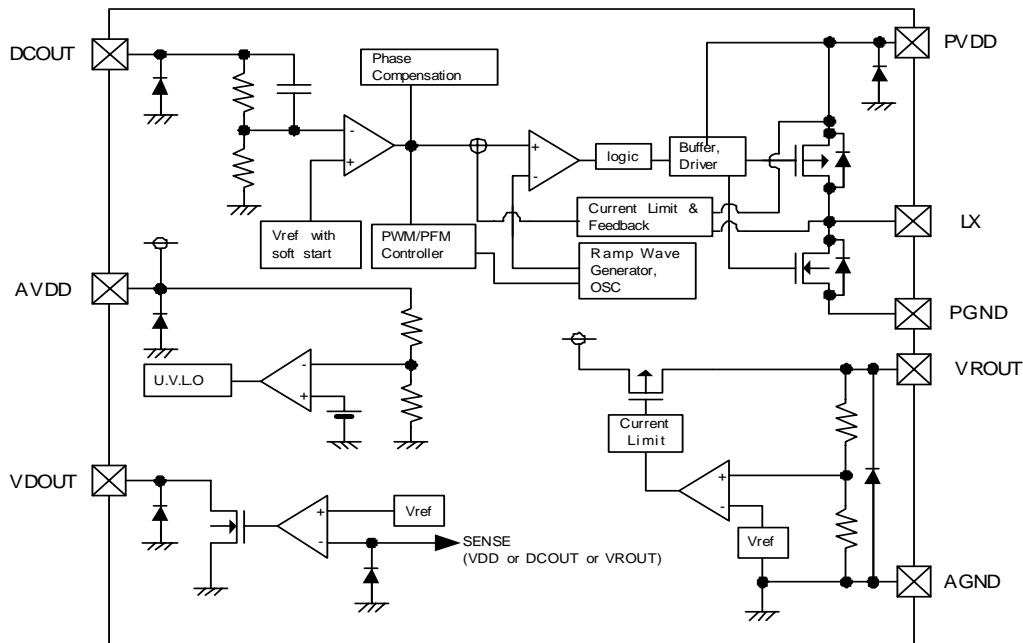 DCOUT
PVDD
Phase
Compensation
-
+
+
-
logic
Buffer,
Driver
Vref with
soft start
PWM/PFM
Controller
Current Limit &
Feedback
Ramp Wave
Generator,
OSC
LX
AVDD
PGND
U.V.L.O
-
+
VROUT
Current
Limit
+
-
Vref
VDOUT
+
-
Vref
SENSE
(VDD or DCOUT or VROUT)
AGND